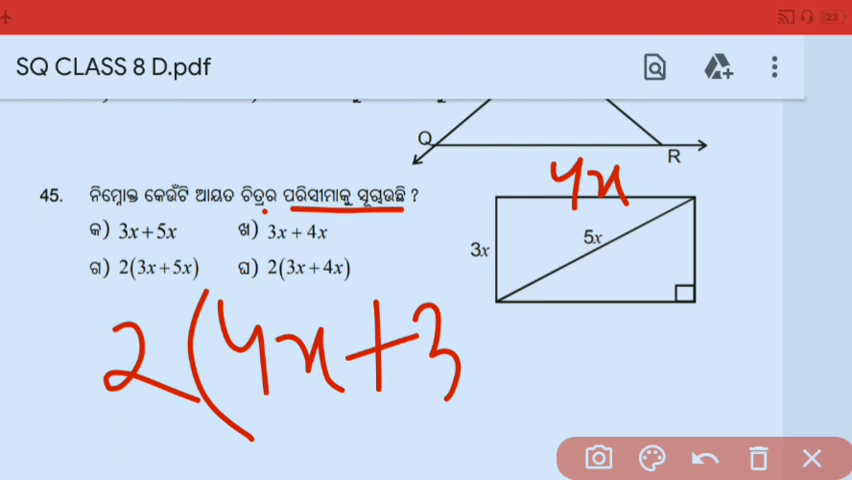 23
SQ CLASS 8 D.pdf
Q
R
4x
45. ନିମ୍ନୋକ୍ତ କେଉଁଟି ଆୟତ ଚିତ୍ରର ପରିସୀମାକୁ ସୂଚାଉଛି ?
କ) 3x+5x ଖ) 3x+4x
5x
3x
ଗ) 2(3x+5x) ଘ) 2(3x+4x)
2(4x+3